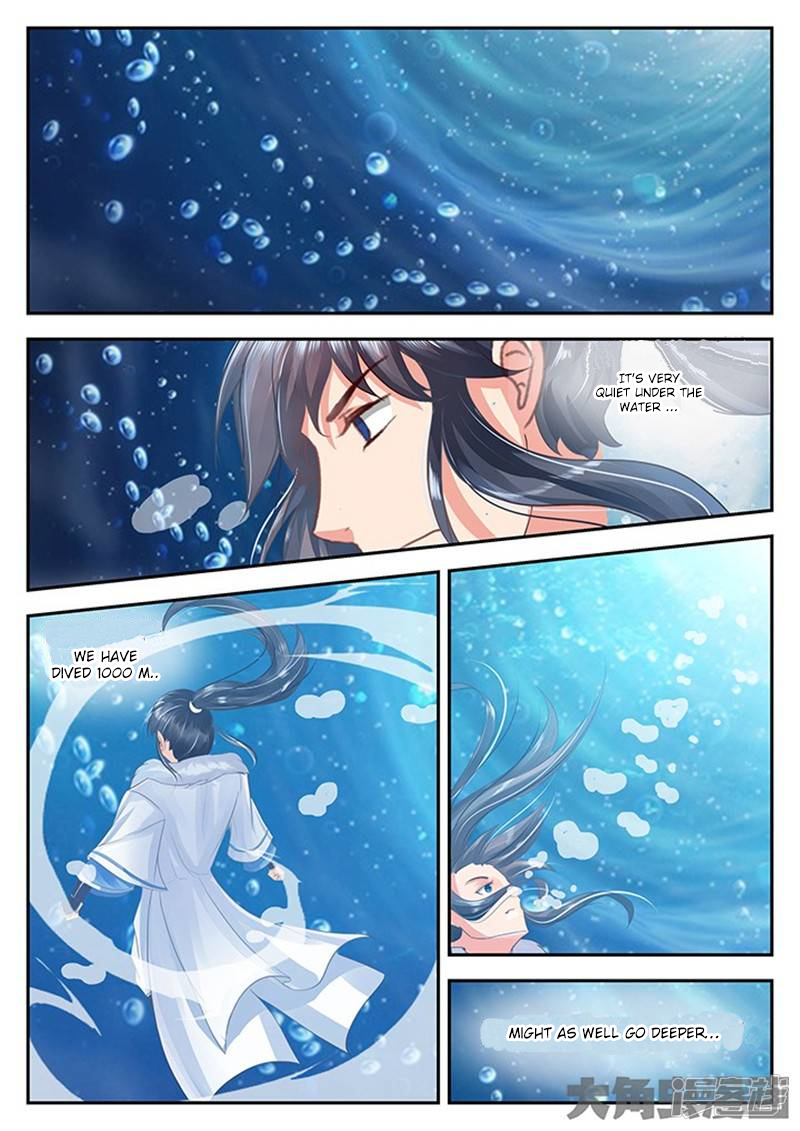 IT'S VERY
QUIET UNDER THE
WATER ...
WE HAVE
DIVED 1000 M..
MIGHT AS WELL GO DEEPER...
大角虫漫画